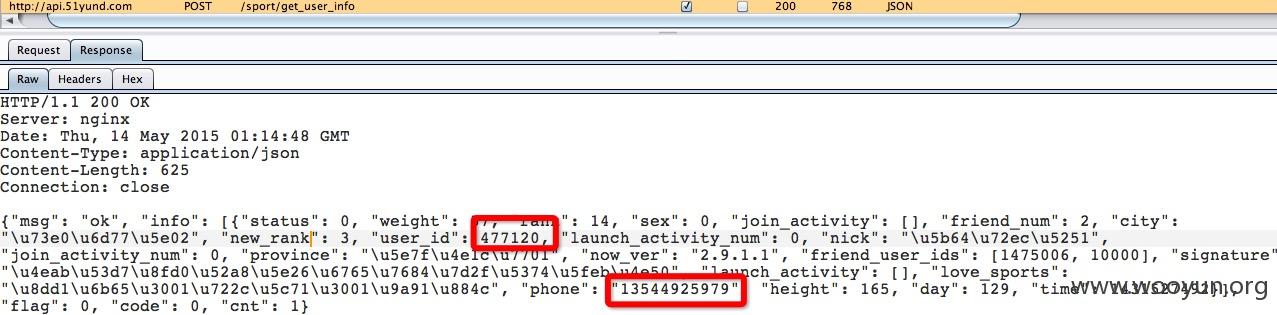 http://api.51yund.com POST /sport/get_user_info 200 768 JSON
Request Response
Raw Headers Hex
HTTP/1.1 200 OK
Server: nginx
Date: Thu, 14 May 2015 01:14:48 GMT
Content-Type: application/json
Content-Length: 625
Connection: close
{"msg": "ok", "info": [{"status": 0, "weight": "rank": 14, "sex": 0, "join_activity": [], "friend_num": 2, "city":
"\u73e0\u6d77\u5e02", "new_rank": 3, "user_id": 477120, "launch_activity_num": 0, "nick": "\u5b64\u72ec\u5251",
"join_activity_num": 0, "province": "\u5e7f\u4e1c\u7701", "now_ver": "2.9.1.1", "friend_user_ids": [1475006, 10000], "signature"
"\u4eab\u53d7\u8fd0\u52a8\u5e26\u6765\u7684\u7d2f\u5374\u5feb\u4e50", "launch_activity": [], "love_sports":
"\u8dd1\u6b65\u3001\u722c\u5c71\u3001\u9a91\u884c", "phone": "13544925979", "height": 165, "day": 129, "time":
www.wooyun.org
"flag": 0, "code": 0, "cnt": 1}